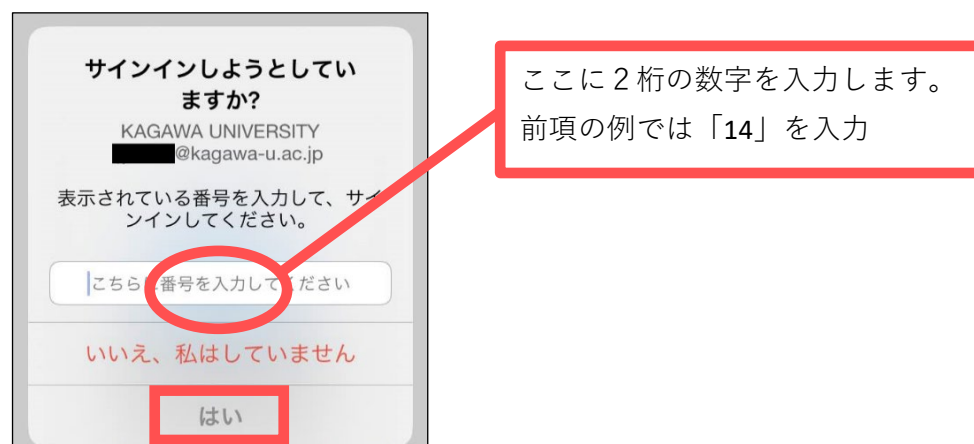 サインインしようとしてい
ますか?
KAGAWA UNIVERSITY
@kagawa-u.ac.jp
表示されている番号を入力して、サ
ンインしてください。
こちら 番号を入力して ださい
いいえ、私はしていません
はい
ここに2桁の数字を入力します。
前項の例では「14」を入力